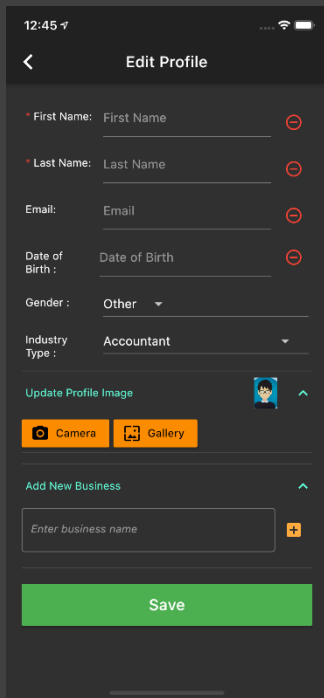 12:45
Edit Profile
* First Name: First Name
* Last Name: Last Name
Email: Email
Date of
Birth : Date of Birth
Gender : Other
Industry
Type : Accountant
Update Profile Image
Camera Gallery
Add New Business
Enter business name
Save